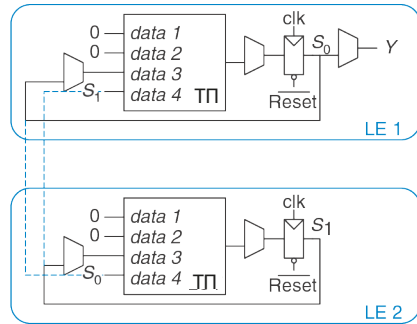 clk
0 data 1 S0 Y
0 data 2
data 3
S1 data 4 ТП Reset
LE 1
clk
0 data 1 S1
0 data 2
data 3
S0 data 4 ТП Reset
LE 2